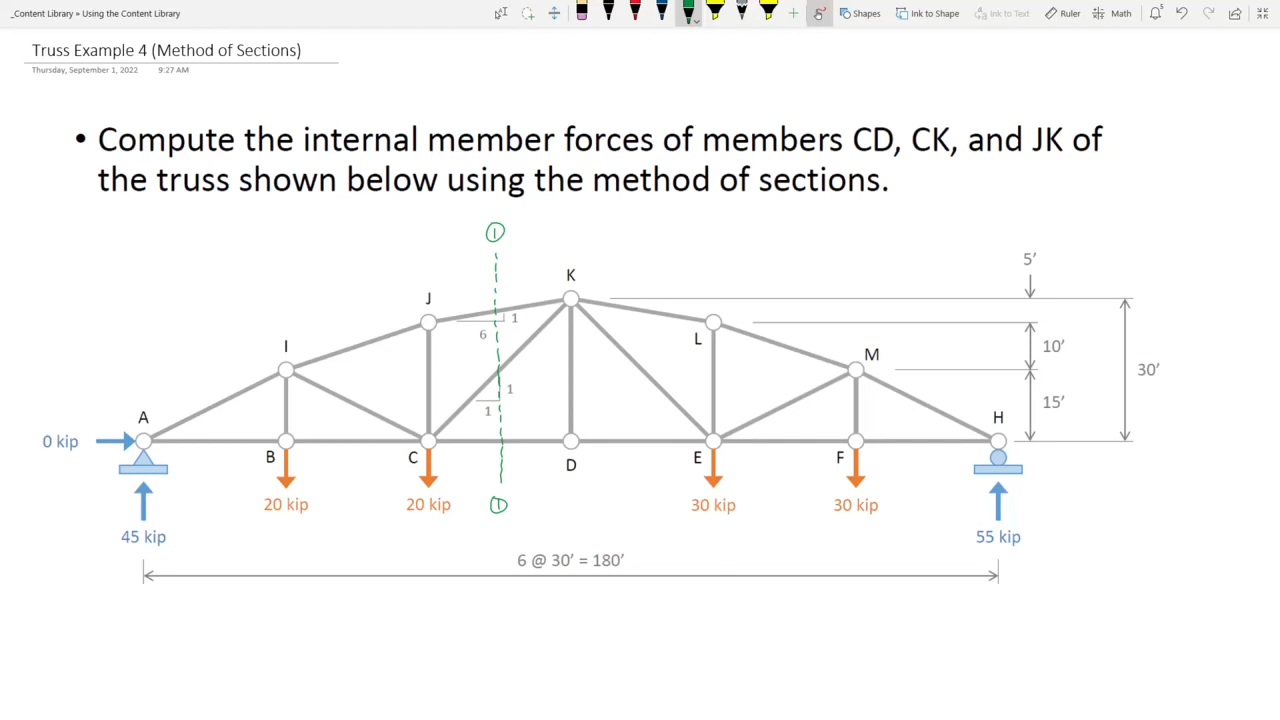 _Content Library » Using the Content Library
Shapes Ink to Shape Ink to Text Ruler Math 5
Truss Example 4 (Method of Sections)
Thursday, September 1, 2022 9:27 AM
• Compute the internal member forces of members CD, CK, and JK of
the truss shown below using the method of sections.
1
5′
K
J
1
6
L
I
M
10′
30′
1
1
15′
A
H
0 kip
B
C
D
E
F
20 kip
20 kip
1
30 kip
30 kip
45 kip
55 kip
6 @ 30′ = 180′